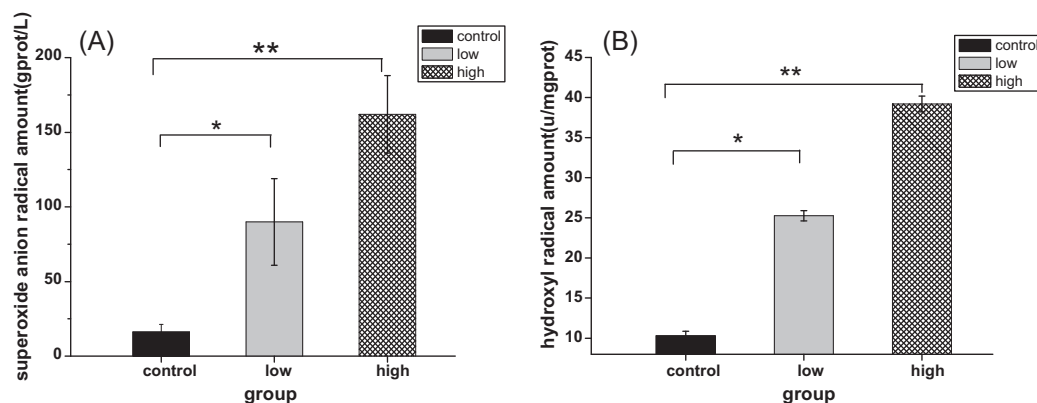 (A)
control
low
high
**
*
superoxide anion radical amount(gprot/L)
200
150
100
50
0
control low high
group
(B)
control
low
high
**
*
hydroxyl radical amount(u/mgprot)
45
40
35
30
25
20
15
10
control low high
group